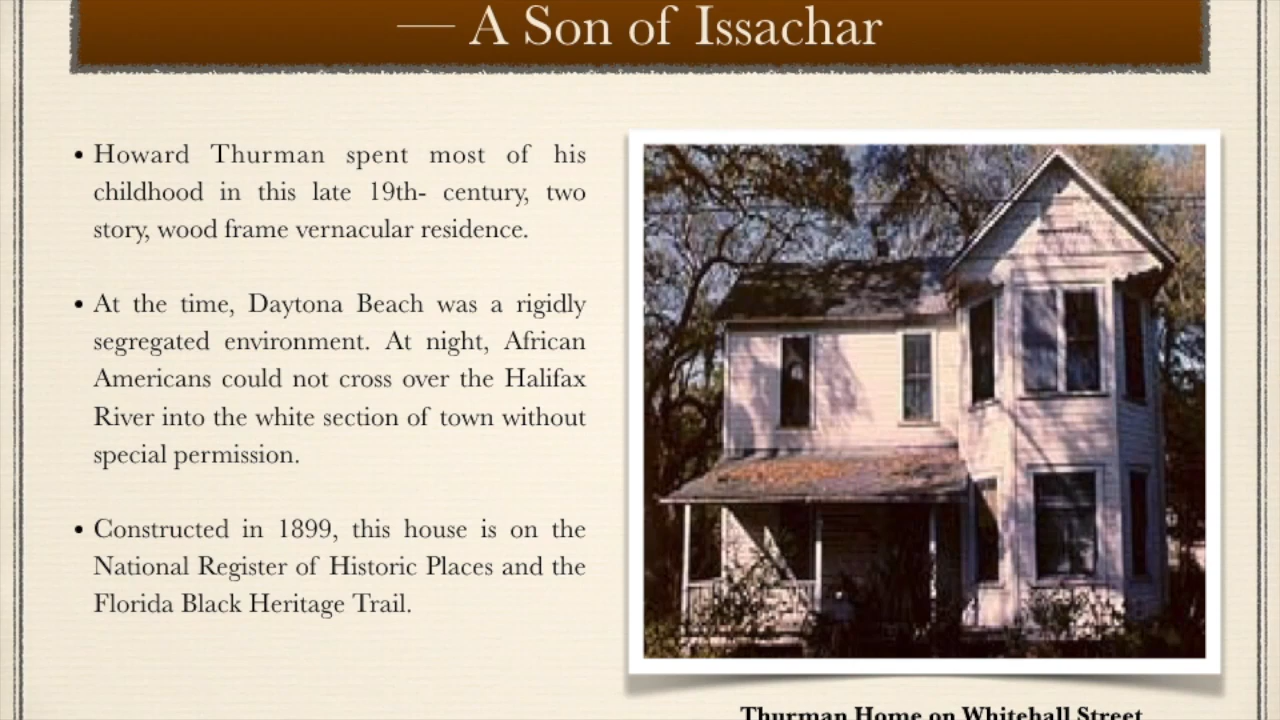 — A Son of Issachar
• Howard Thurman spent most of his
childhood in this late 19th- century, two
story, wood frame vernacular residence.
• At the time, Daytona Beach was a rigidly
segregated environment. At night, African
Americans could not cross over the Halifax
River into the white section of town without
special permission.
• Constructed in 1899, this house is on the
National Register of Historic Places and the
Florida Black Heritage Trail.
Thurman Home on Whitehall Street